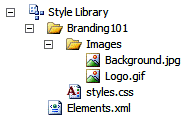 Style Library
Branding101
Images
Background.jpg
Logo.gif
styles.css
Elements.xml